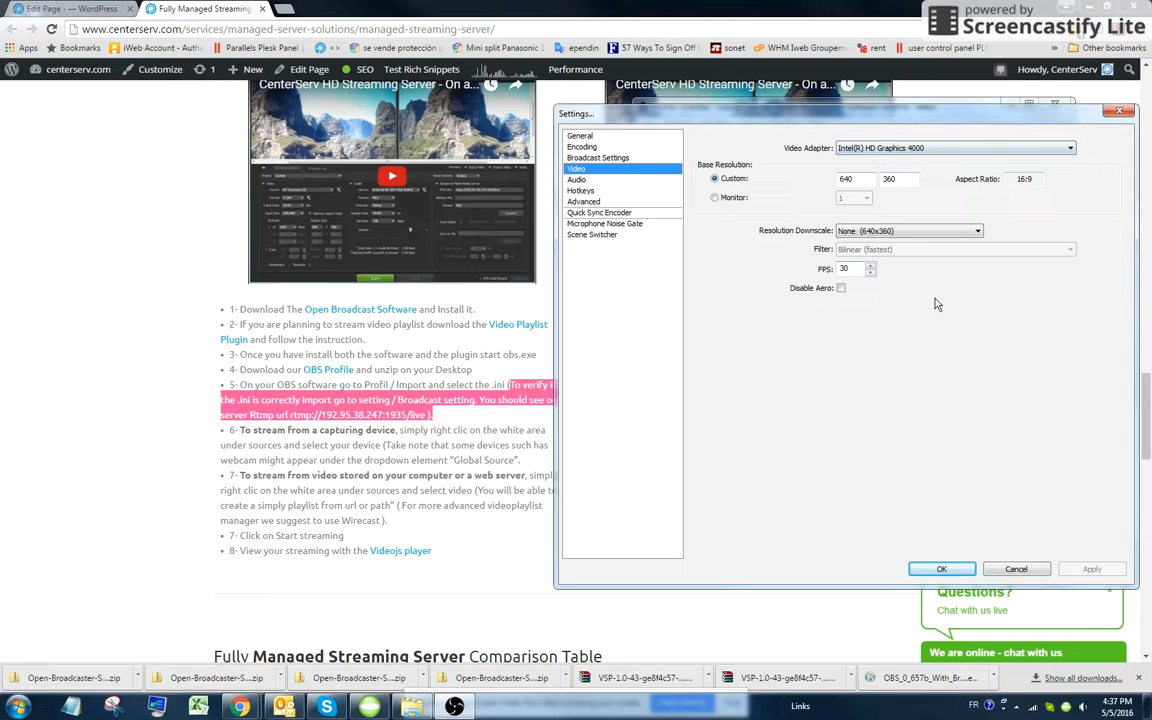 Edit Page ‹ — WordPress
Fully Managed Streaming
powered by
Screencastify Lite
www.centerserv.com/services/managed-server-solutions/managed-streaming-server/
Apps
Bookmarks
iWeb Account - Authe
Parallels Plesk Panel 1
<>
se vende protección
Mini split Panasonic 1
ependin
57 Ways To Sign Off
sonet
WHM Iweb Groupeme
rent
user control panel PLE
»
Other bookmarks
centerserv.com
Customize
1
New
Edit Page
SEO
Test Rich Snippets
Performance
Howdy, CenterServ
CenterServ HD Streaming Server - On a...
CenterServ HD Streaming Server - On a...
Settings...
General
Encoding
Broadcast Settings
Video
Audio
Hotkeys
Advanced
Quick Sync Encoder
Microphone Noise Gate
Scene Switcher
Video Adapter:
Intel(R) HD Graphics 4000
Base Resolution:
Custom:
640
360
Aspect Ratio:
16:9
Monitor:
1
Resolution Downscale:
None (640x360)
Filter:
Bilinear (fastest)
FPS:
30
Disable Aero:
OK
Cancel
Apply
1- Download The Open Broadcast Software and Install it.
2- If you are planning to stream video playlist download the Video Playlist
Plugin and follow the instruction.
3- Once you have install both the software and the plugin start obs.exe
4- Download our OBS Profile and unzip on your Desktop
5- On your OBS software go to Profil / Import and select the .ini (To verify i
the .ini is correctly import go to setting / Broadcast setting. You should see o
server Rtmp url rtmp://192.95.38.247:1935/live ).
6- To stream from a capturing device, simply right clic on the white area
under sources and select your device (Take note that some devices such has
webcam might appear under the dropdown element “Global Source”.
7- To stream from video stored on your computer or a web server, simpl
right clic on the white area under sources and select video (You will be able to
create a simply playlist from url or path" ( For more advanced videoplaylist
manager we suggest to use Wirecast ).
7- Click on Start streaming
8- View your streaming with the Videojs player
Questions?
Chat with us live
We are online - chat with us
Fully Managed Streaming Server Comparison Table
Open-Broadcaster-S....zip
Open-Broadcaster-S....zip
Open-Broadcaster-S....zip
Open-Broadcaster-S....zip
VSP-1.0-43-ge8f4c57-....
VSP-1.0-43-ge8f4c57-....
OBS_0_657b_With_Br....e
Show all downloads...
Links
FR
4:37 PM
5/5/2016